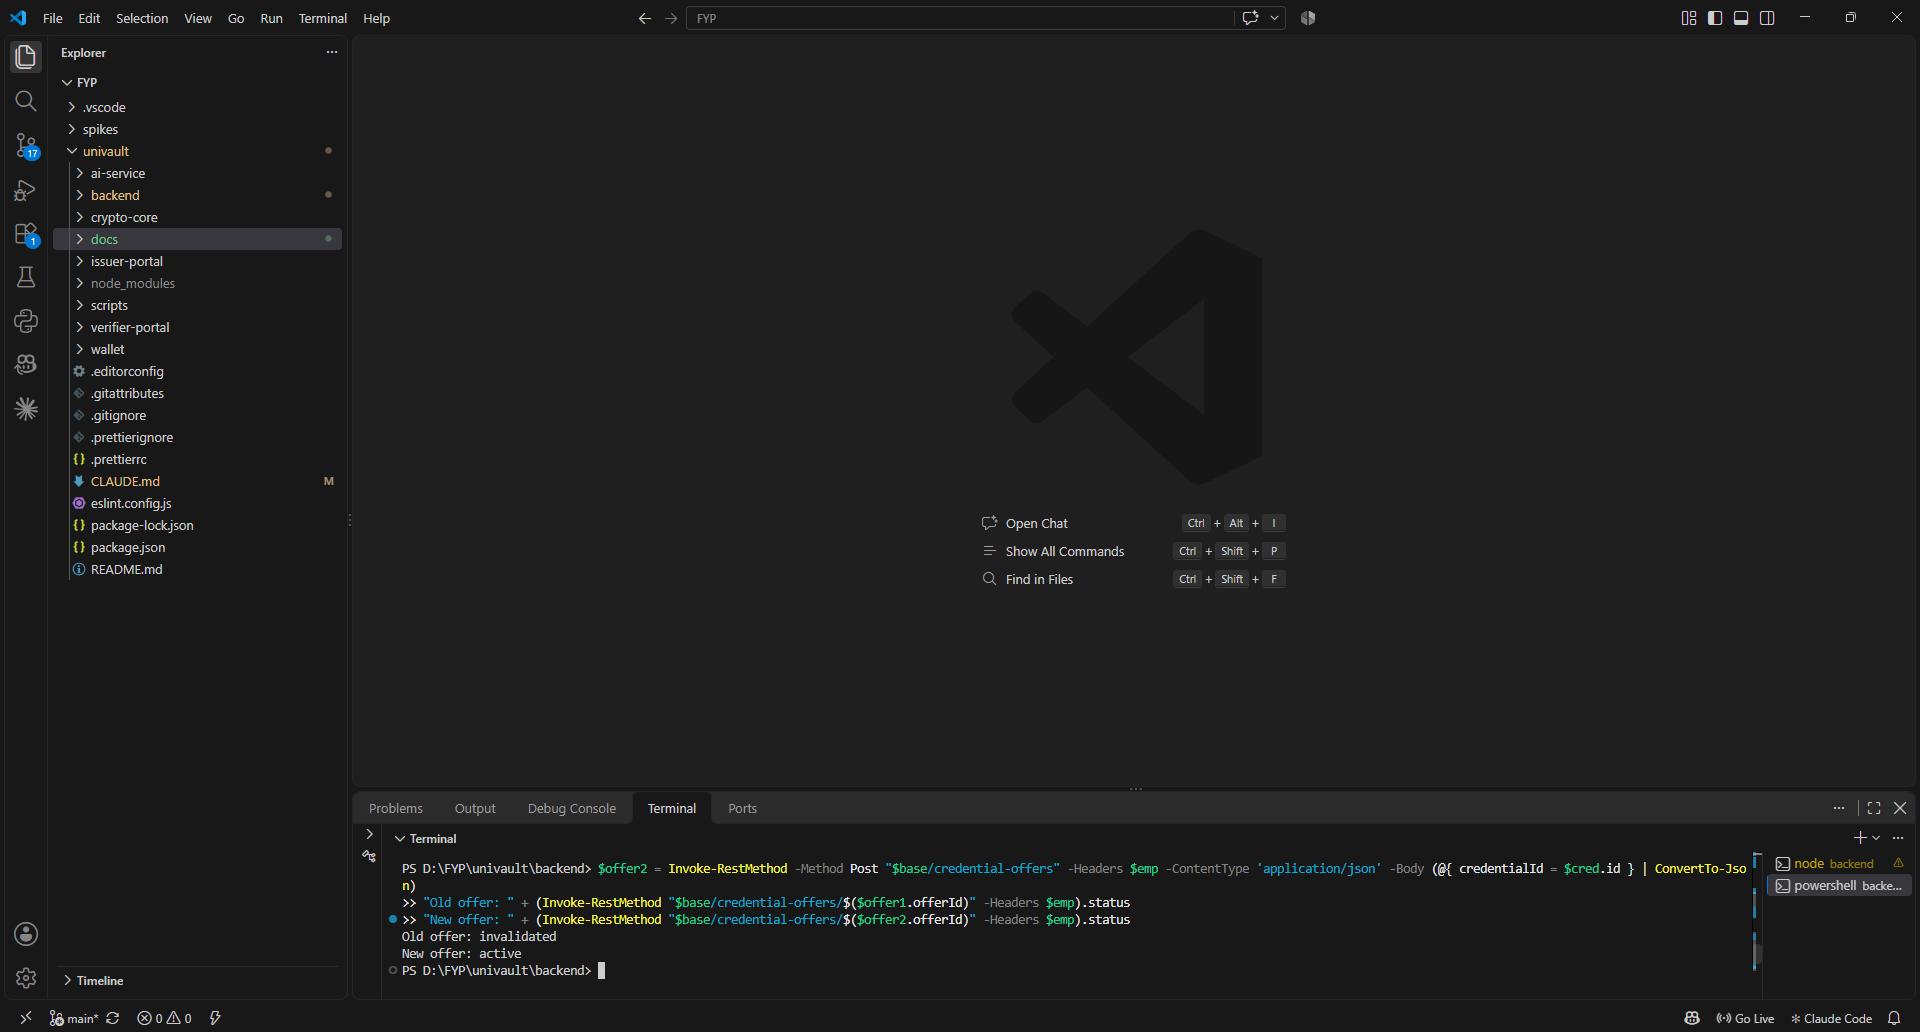 File Edit Selection View Go Run Terminal Help
FYP
Explorer
FYP
.vscode
spikes
univault
ai-service
backend
crypto-core
docs
issuer-portal
node_modules
scripts
verifier-portal
wallet
.editorconfig
.gitattributes
.gitignore
.prettierignore
.prettierrc
CLAUDE.md M
eslint.config.js
package-lock.json
package.json
README.md
Timeline
17
1
Open Chat Ctrl + Alt + I
Show All Commands Ctrl + Shift + P
Find in Files Ctrl + Shift + F
Problems Output Debug Console Terminal Ports
Terminal
PS D:\FYP\univault\backend> $offer2 = Invoke-RestMethod -Method Post "$base/credential-offers" -Headers $emp -ContentType 'application/json' -Body (@{ credentialId = $cred.id } | ConvertTo-Jso
n)
>> "Old offer: " + (Invoke-RestMethod "$base/credential-offers/$($offer1.offerId)" -Headers $emp).status
>> "New offer: " + (Invoke-RestMethod "$base/credential-offers/$($offer2.offerId)" -Headers $emp).status
Old offer: invalidated
New offer: active
PS D:\FYP\univault\backend>
node backend
powershell backe...
main* 0 0 Go Live Claude Code